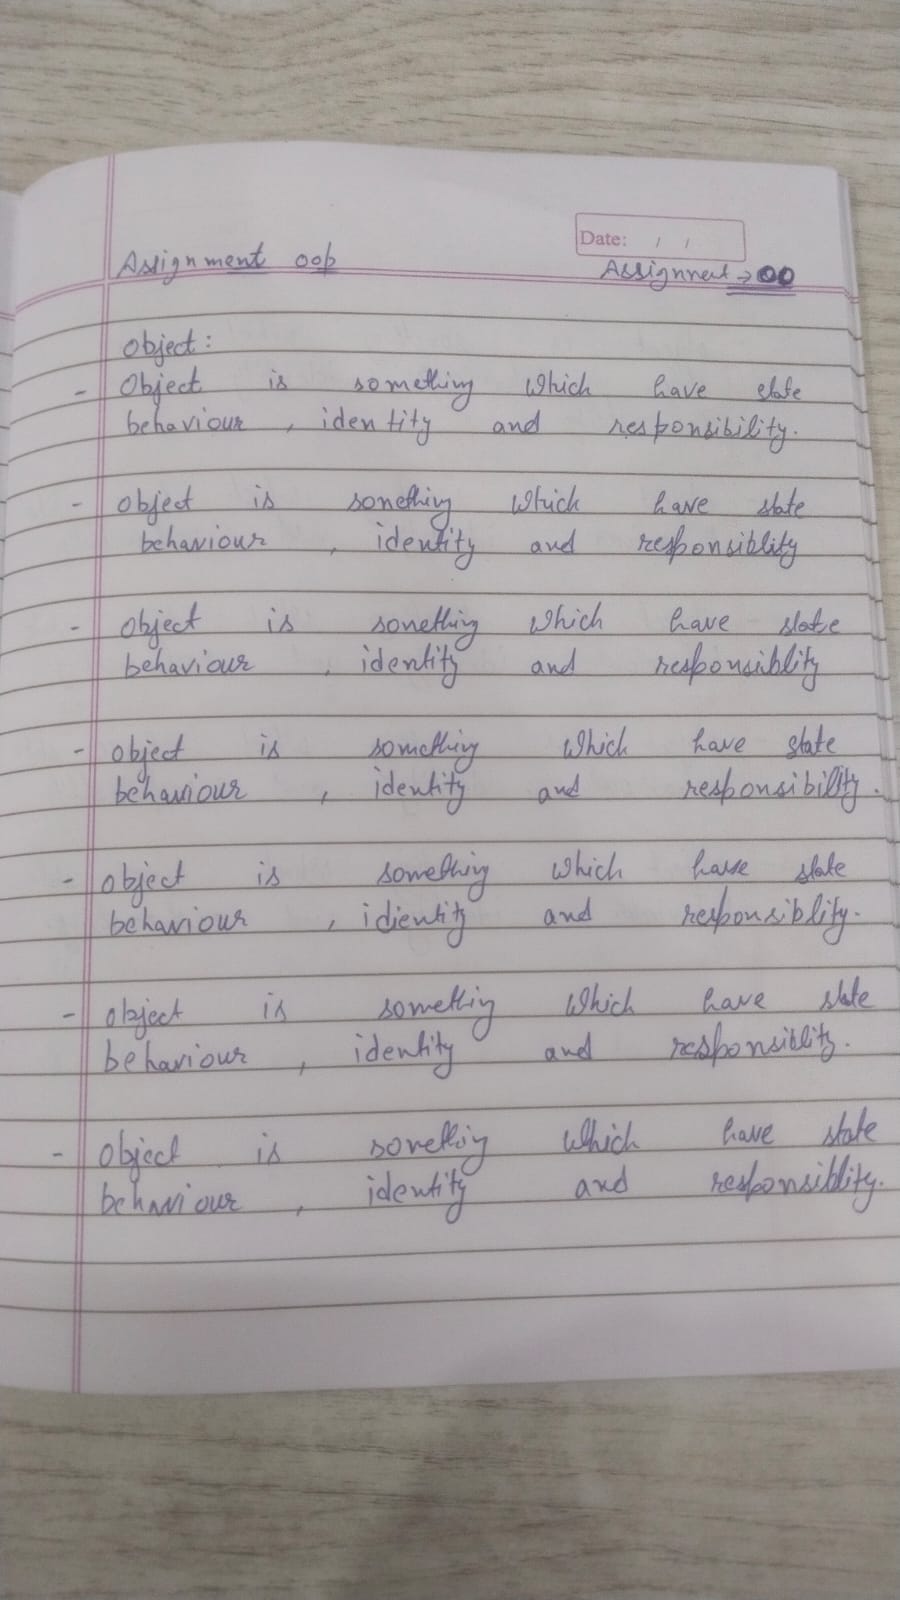 Date: / /
Assignment oop
Assignment → 00
object:
- Object is something which have state
behaviour , identity and responsibility.
- object is something which have state
behaviour , identity and responsiblity
- object is something which have state
behaviour , identity and responsiblity
- object is something which have state
behaviour , identity and responsibility.
- object is something which have state
behaviour , idientity and responsiblity.
- object is something which have state
behaviour , identity and responsiblity.
- object is something which have state
behaviour , identity and responsiblity.